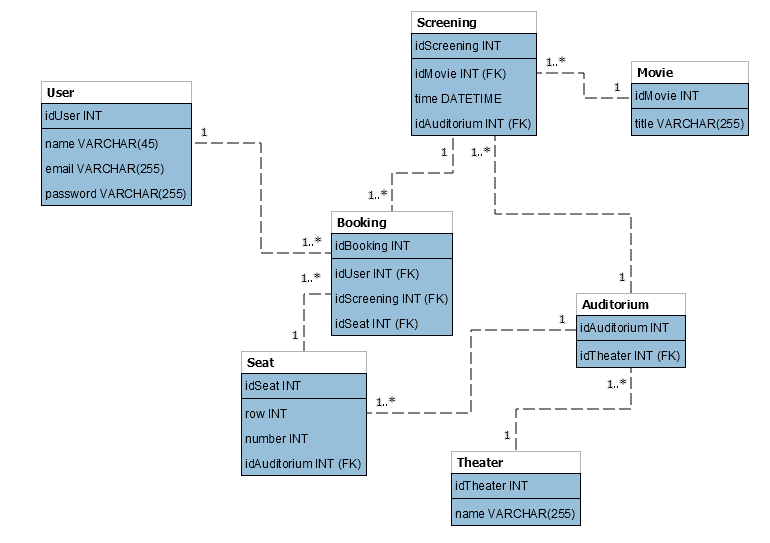 Screening
idScreening INT
idMovie INT (FK)
time DATETIME
idAuditorium INT (FK)
1..*
1
Movie
idMovie INT
title VARCHAR(255)
User
idUser INT
name VARCHAR(45)
email VARCHAR(255)
password VARCHAR(255)
1
1
1..*
1..*
Booking
idBooking INT
idUser INT (FK)
idScreening INT (FK)
idSeat INT (FK)
1..*
1..*
1
1
Auditorium
idAuditorium INT
idTheater INT (FK)
1
1..*
Seat
idSeat INT
row INT
number INT
idAuditorium INT (FK)
1..*
1
Theater
idTheater INT
name VARCHAR(255)